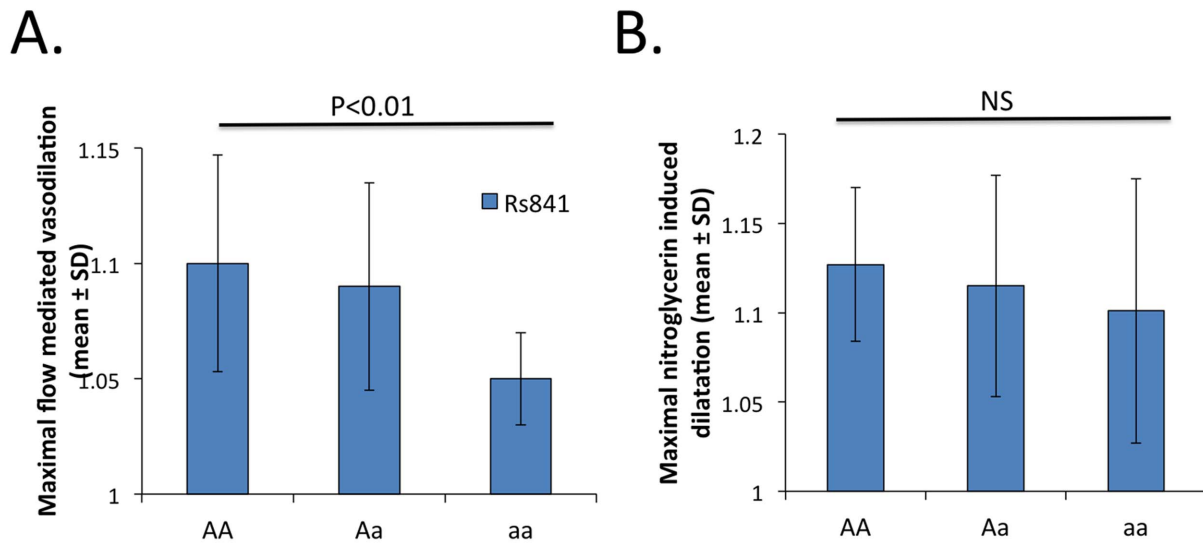 A.
P<0.01
Maximal flow mediated vasodilation
(mean ± SD)
1.15
1.1
1.05
1
Rs841
AA Aa aa
B.
NS
Maximal nitroglycerin induced
dilatation (mean ± SD)
1.2
1.15
1.1
1.05
1
AA Aa aa